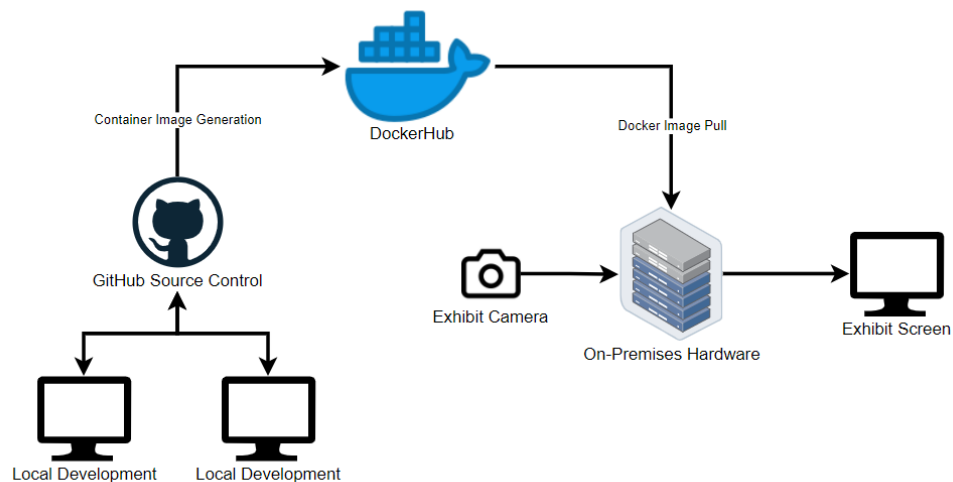 DockerHub
Container Image Generation
Docker Image Pull
GitHub Source Control
Exhibit Camera
Exhibit Screen
On-Premises Hardware
Local Development
Local Development